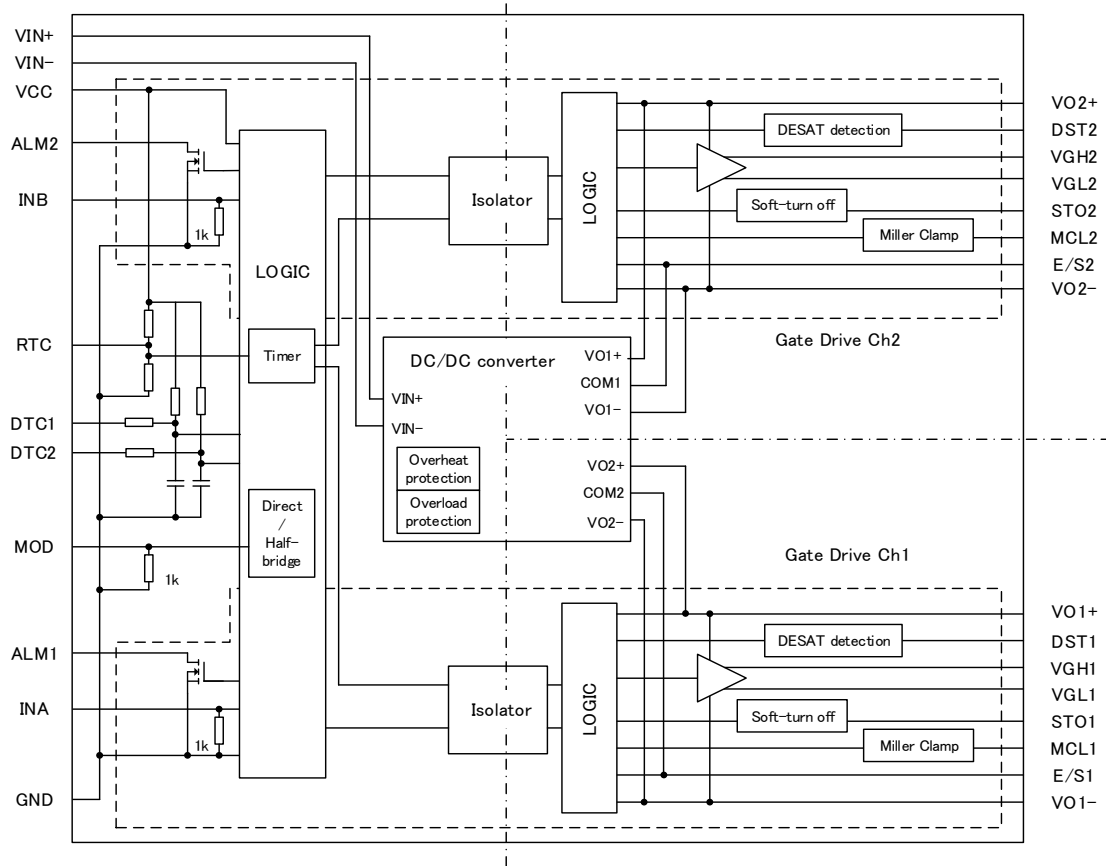 VIN+
VIN-
VCC
ALM2
INB
1k
RTC
DTC1
DTC2
MOD
1k
ALM1
INA
1k
GND
LOGIC
Timer
Direct
/
Half-
bridge
Isolator
LOGIC
DESAT detection
Soft-turn off
Miller Clamp
VO2+
DST2
VGH2
VGL2
STO2
MCL2
E/S2
VO2-
Gate Drive Ch2
DC/DC converter
VIN+
VIN-
VO1+
COM1
VO1-
Overheat
protection
Overload
protection
VO2+
COM2
VO2-
Gate Drive Ch1
Isolator
LOGIC
DESAT detection
Soft-turn off
Miller Clamp
VO1+
DST1
VGH1
VGL1
STO1
MCL1
E/S1
VO1-